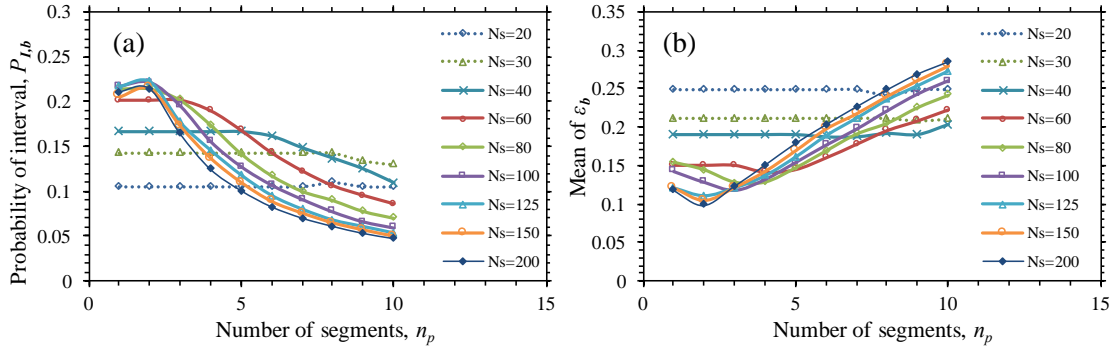 0.3
0.25
0.2
0.15
0.1
0.05
0
0
5
10
15
Probability of interval, P_{I,b}
Number of segments, n_p
(a)
Ns=20
Ns=30
Ns=40
Ns=60
Ns=80
Ns=100
Ns=125
Ns=150
Ns=200
0.35
0.3
0.25
0.2
0.15
0.1
0.05
0
0
5
10
15
Mean of ε_b
Number of segments, n_p
(b)
Ns=20
Ns=30
Ns=40
Ns=60
Ns=80
Ns=100
Ns=125
Ns=150
Ns=200